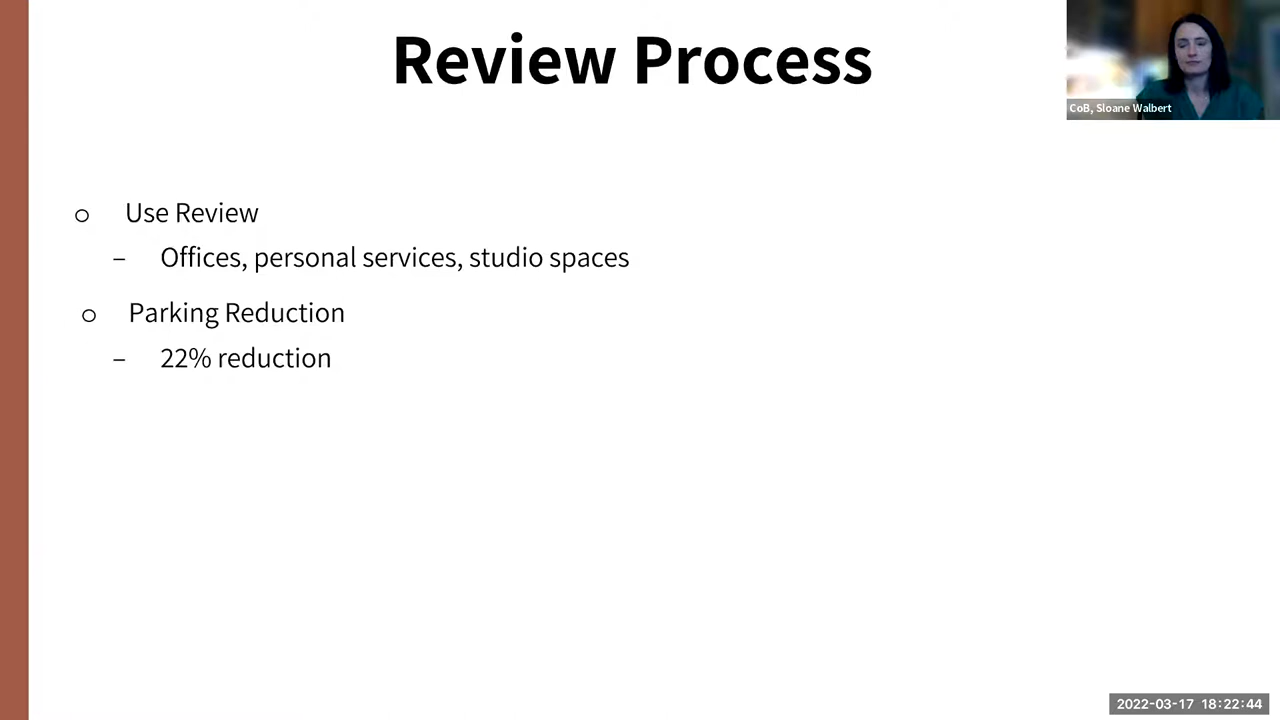 Review Process
CoB, Sloane Walbert
o Use Review
– Offices, personal services, studio spaces
o Parking Reduction
– 22% reduction
2022-03-17 18:22:44